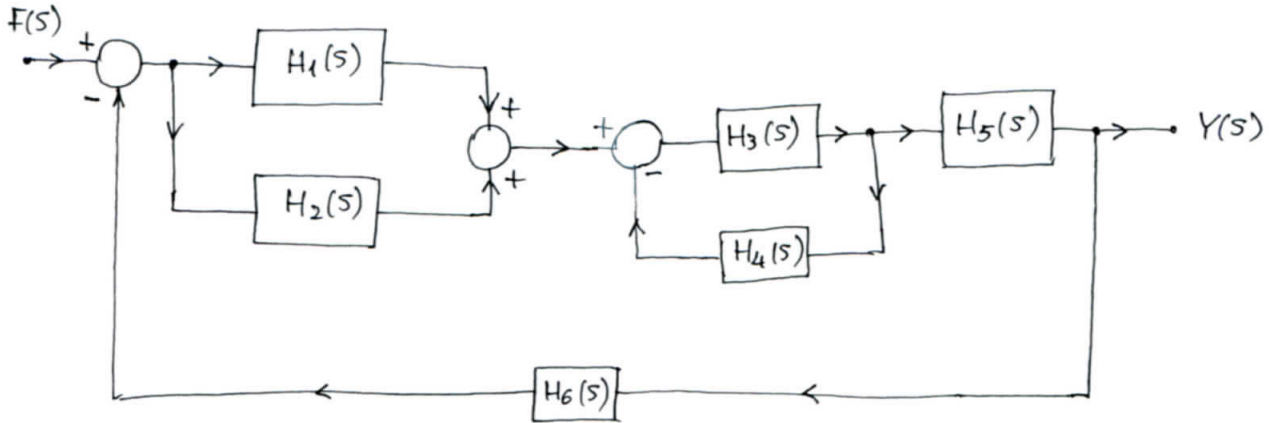 F(S)
+
-
H1(S)
H2(S)
+
+
+
-
H3(S)
H4(S)
H5(S)
Y(S)
H6(S)